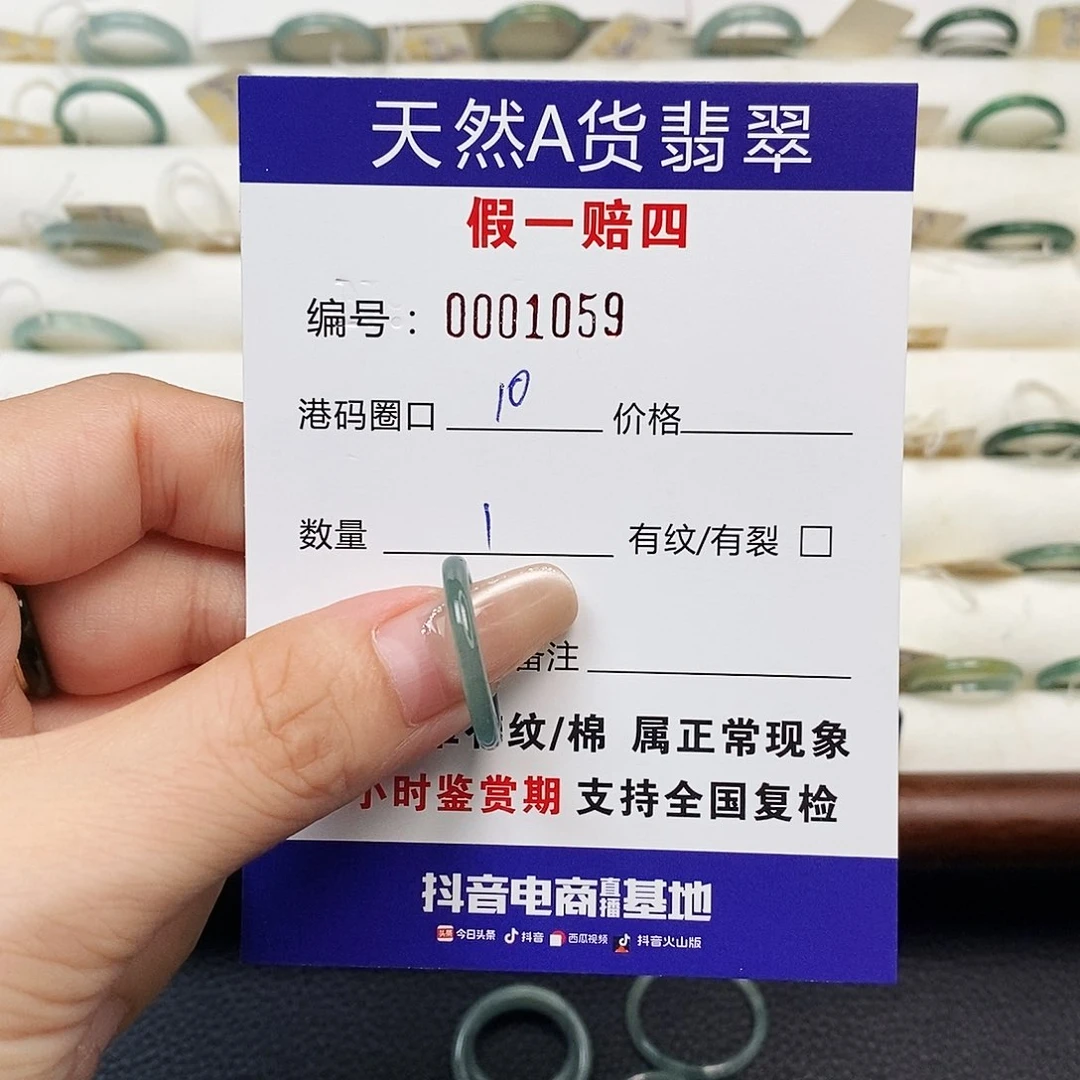 天然A货翡翠
假一赔四
编号：0001059
港码圈口 10 价格
数量 1 有纹/有裂 □
备注
纹/棉 属正常现象
小时鉴赏期 支持全国复检
抖音电商直播基地
头条 今日头条 抖音 西瓜视频 抖音火山版